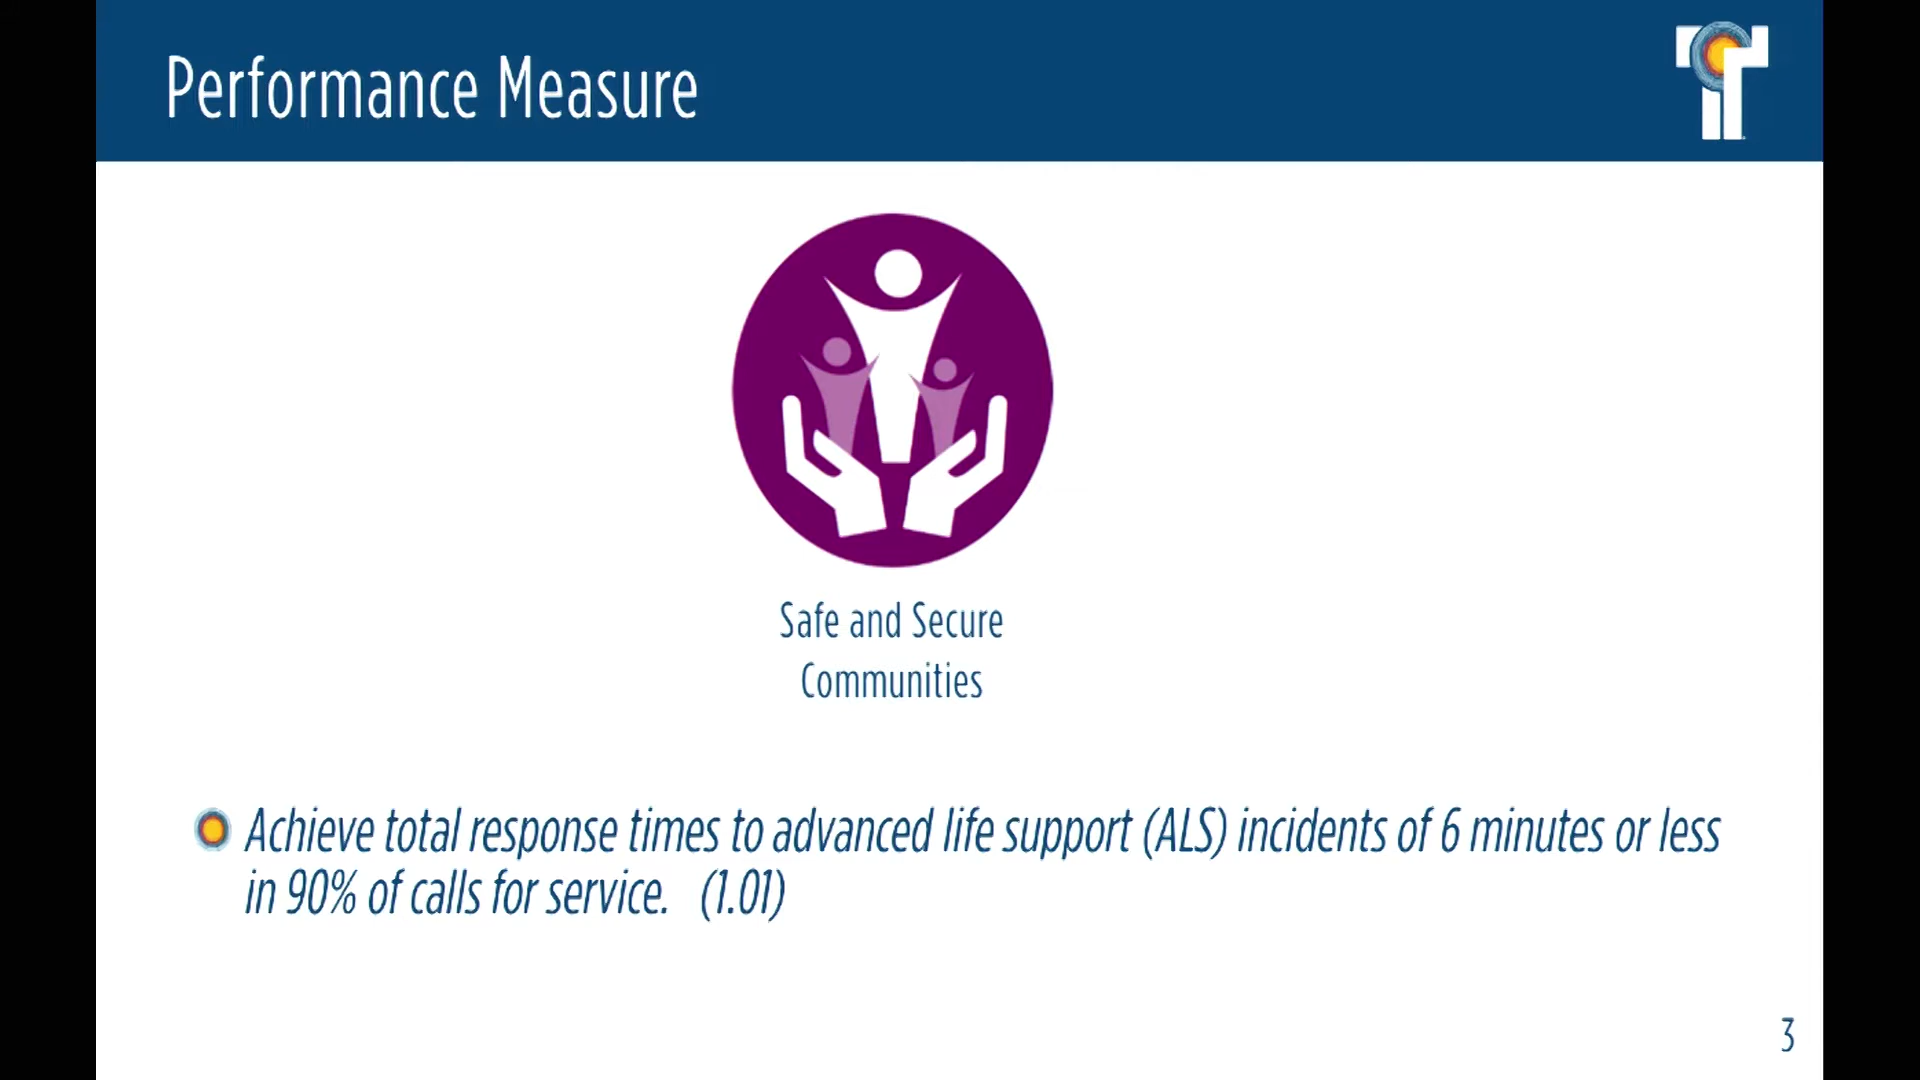 Performance Measure
Safe and Secure
Communities
Achieve total response times to advanced life support (ALS) incidents of 6 minutes or less
in 90% of calls for service. (1.01)
3